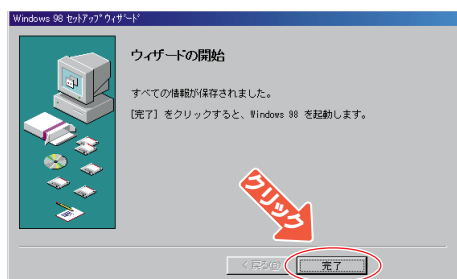 Windows 98 ｾｯﾄｱｯﾌﾟ ｳｨｻﾞｰﾄﾞ
ウィザードの開始
すべての情報が保存されました。
[完了] をクリックすると、Windows 98 を起動します。
クリック
< 戻る(B)
完了